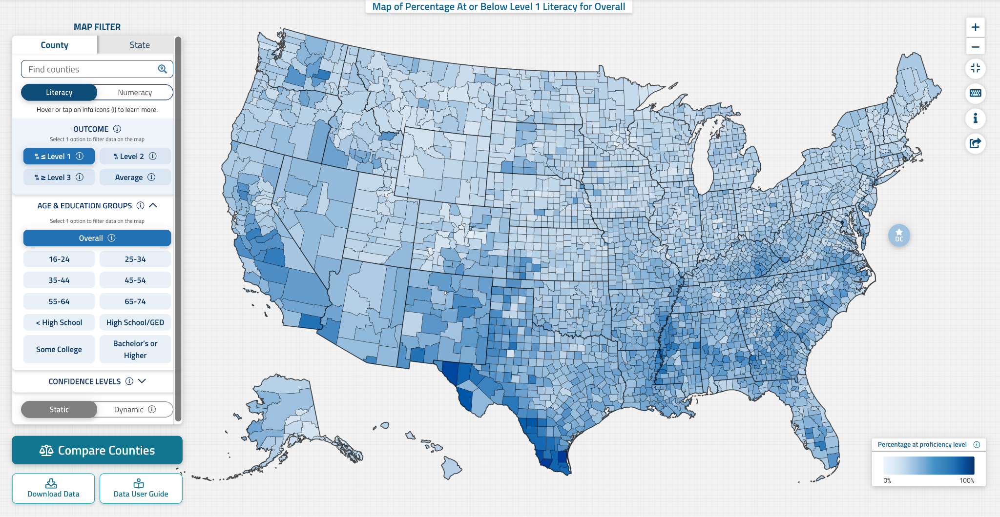 Map of Percentage At or Below Level 1 Literacy for Overall
MAP FILTER
County
State
Find counties
Literacy
Numeracy
Hover or tap on info icons (i) to learn more.
OUTCOME
Select 1 option to filter data on the map
% ≤ Level 1
% Level 2
% ≥ Level 3
Average
AGE & EDUCATION GROUPS
Select 1 option to filter data on the map
Overall
16-24
25-34
35-44
45-54
55-64
65-74
< High School
High School/GED
Some College
Bachelor's or
Higher
CONFIDENCE LEVELS
Static
Dynamic
Compare Counties
Download Data
Data User Guide
DC
Percentage at proficiency level
0%
100%